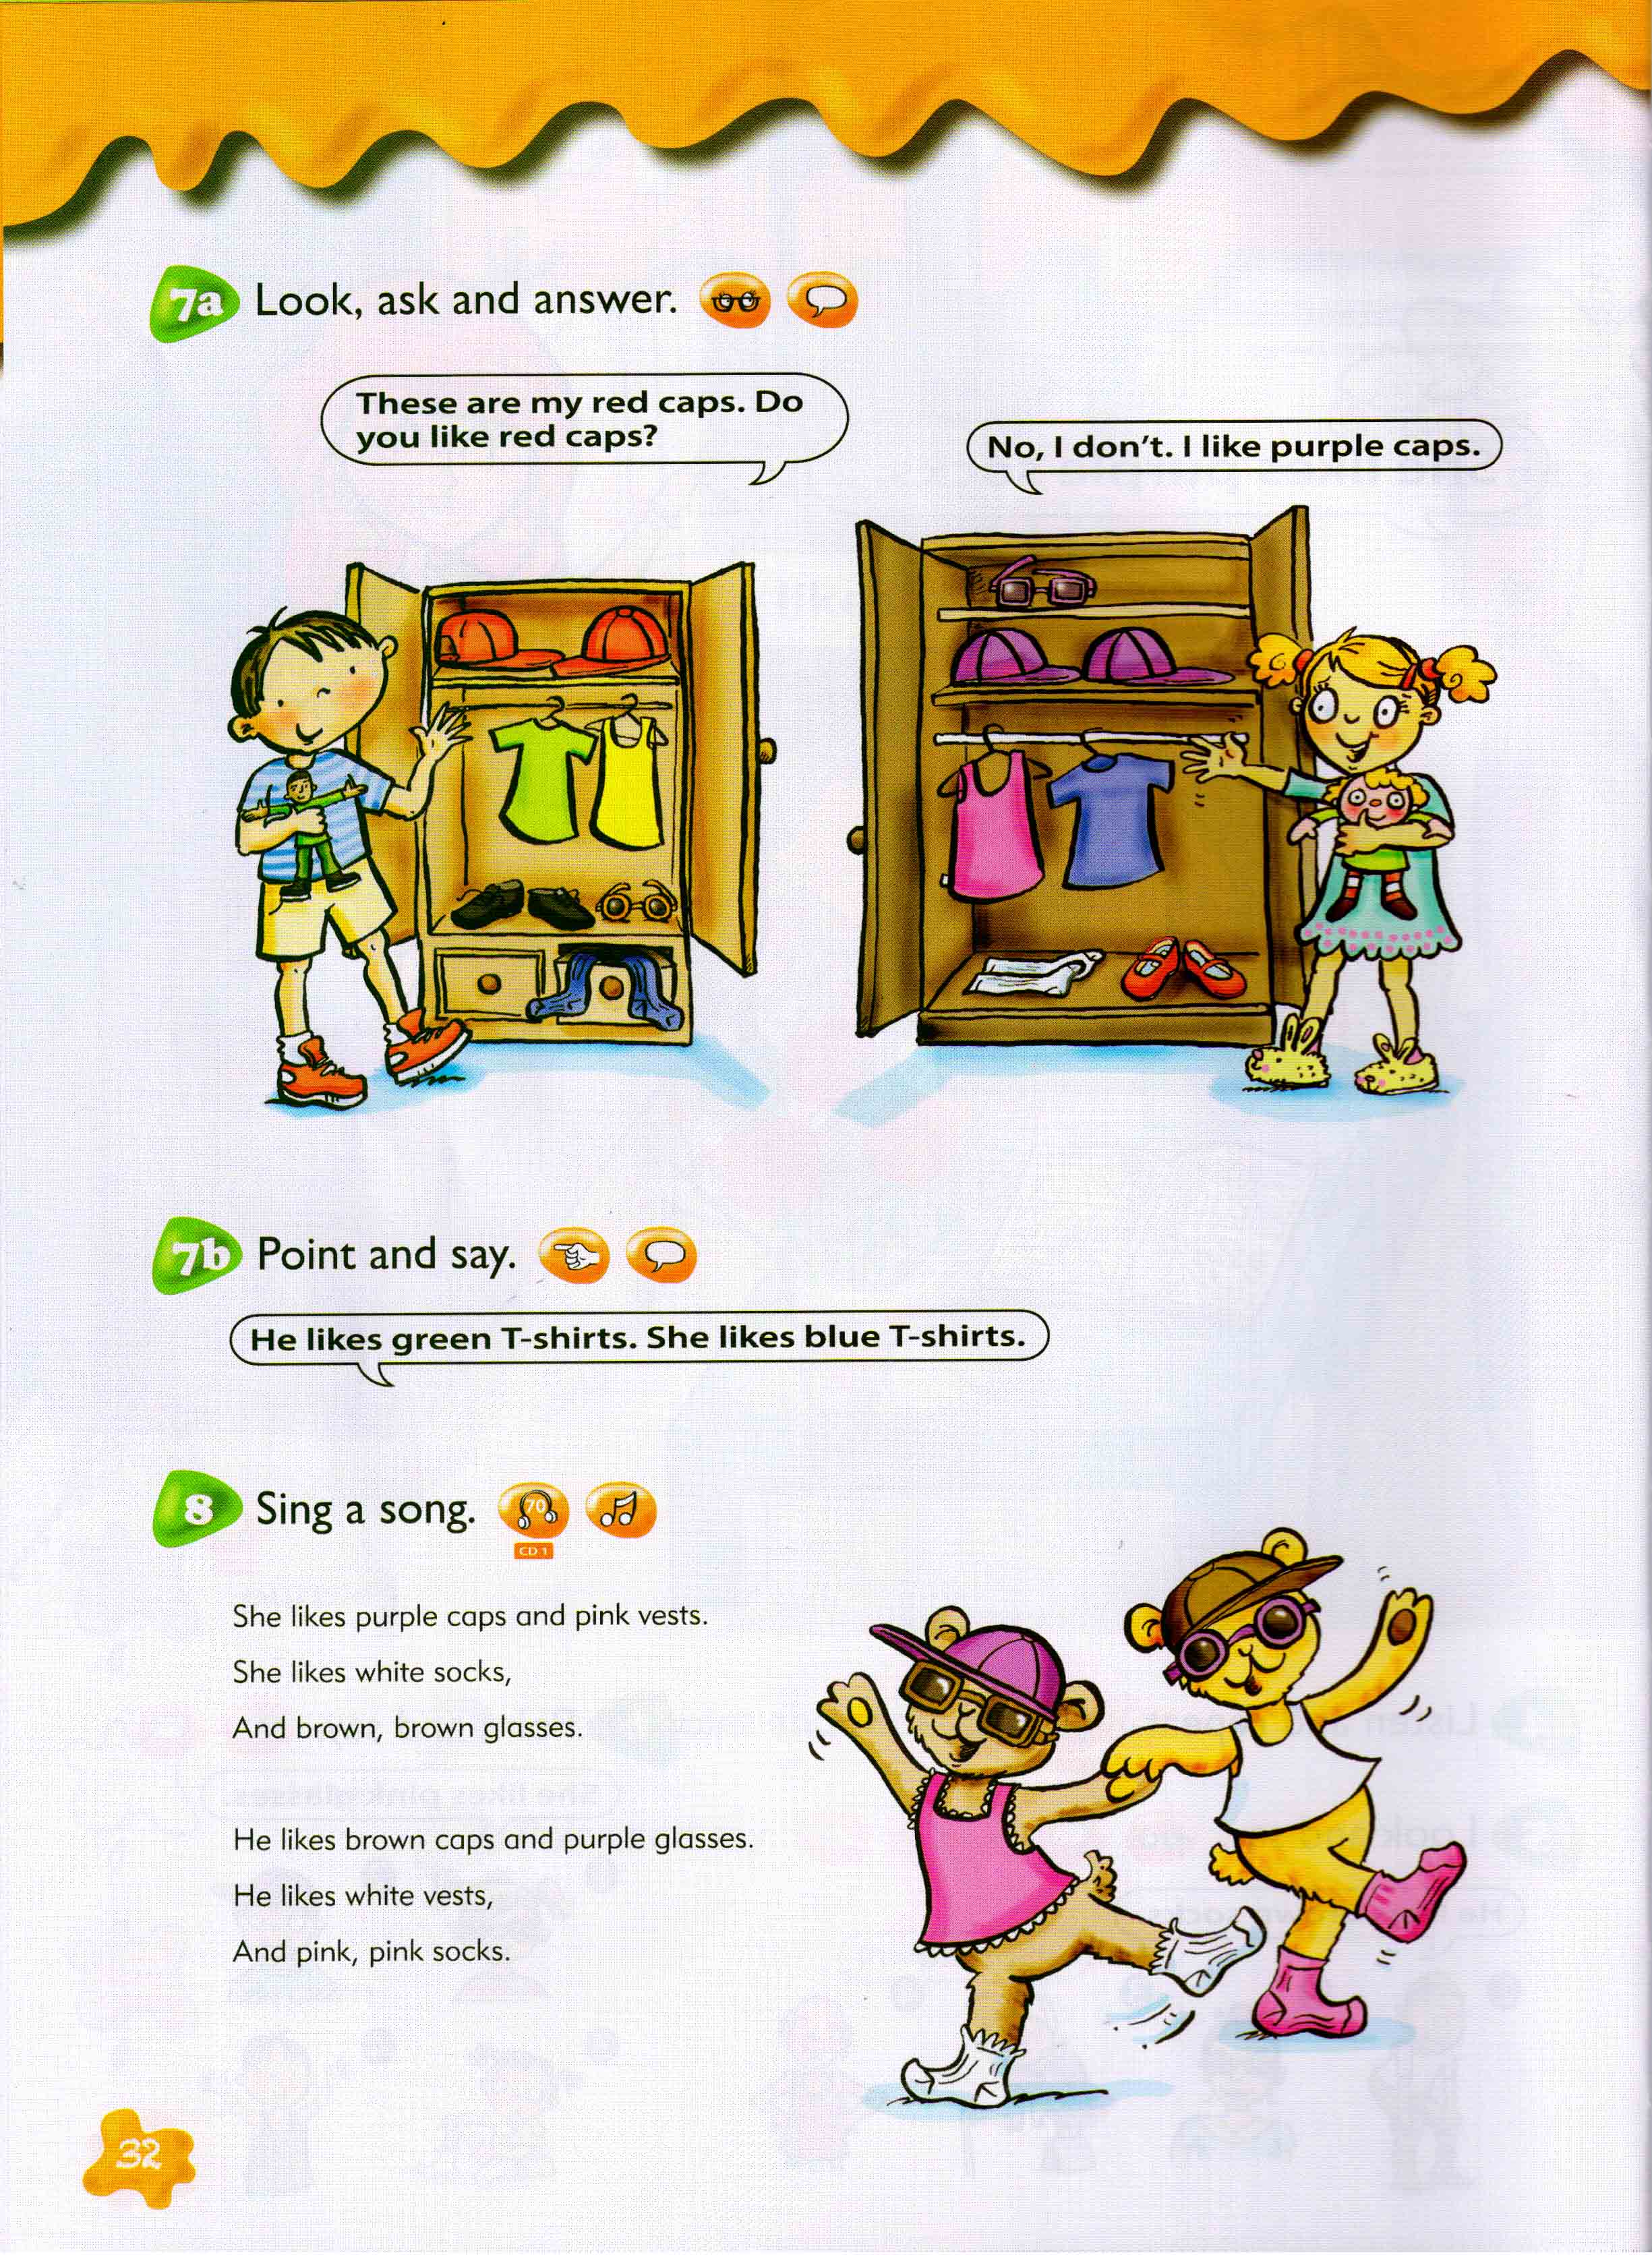 7a Look, ask and answer.
These are my red caps. Do
you like red caps?
No, I don't. I like purple caps.
7b Point and say.
He likes green T-shirts. She likes blue T-shirts.
8 Sing a song.
70
CD 1
She likes purple caps and pink vests.
She likes white socks,
And brown, brown glasses.
He likes brown caps and purple glasses.
He likes white vests,
And pink, pink socks.
32